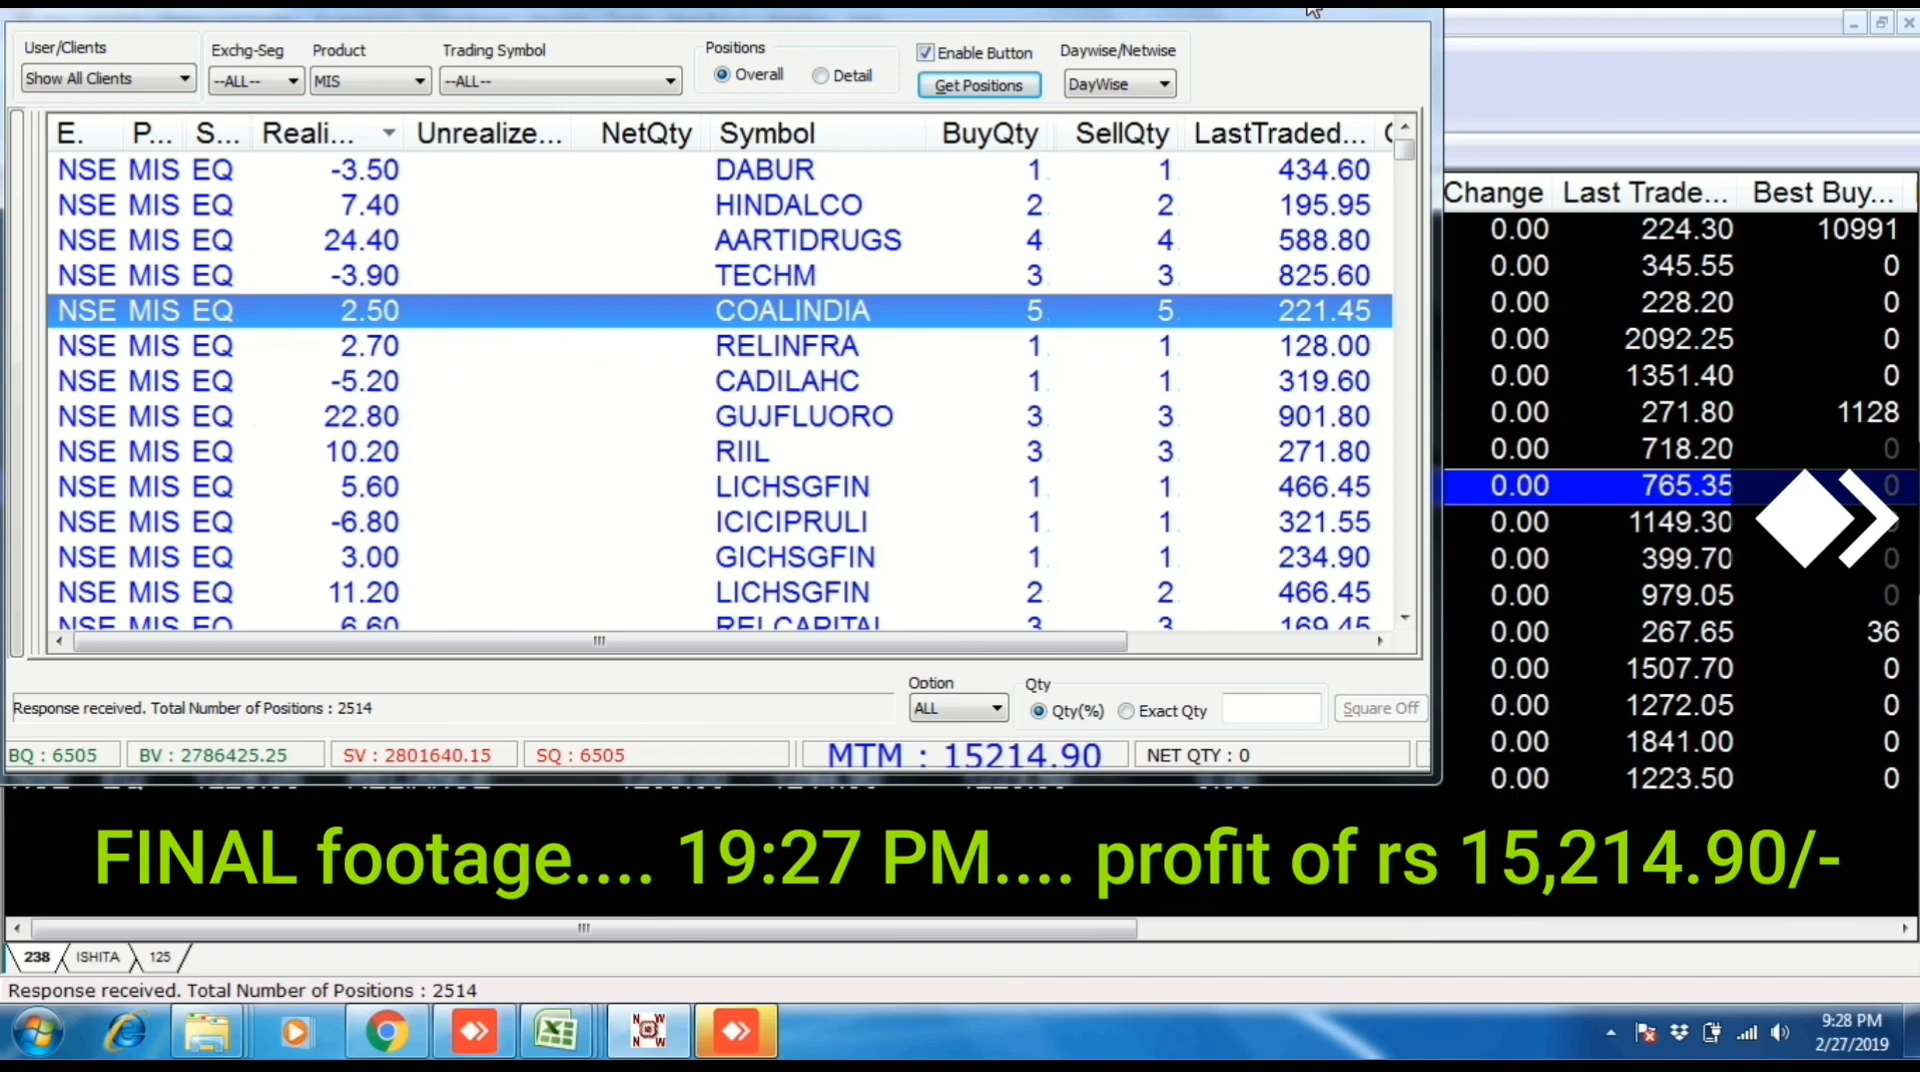 User/Clients
Exchg-Seg Product Trading Symbol Positions Enable Button Daywise/Netwise
Show All Clients --ALL-- MIS --ALL-- Overall Detail Get Positions DayWise
E. P... S... Reali... Unrealize... NetQty Symbol BuyQty SellQty LastTraded...
NSE MIS EQ -3.50 DABUR 1 1 434.60
NSE MIS EQ 7.40 HINDALCO 2 2 195.95
NSE MIS EQ 24.40 AARTIDRUGS 4 4 588.80
NSE MIS EQ -3.90 TECHM 3 3 825.60
NSE MIS EQ 2.50 COALINDIA 5 5 221.45
NSE MIS EQ 2.70 RELINFRA 1 1 128.00
NSE MIS EQ -5.20 CADILAHC 1 1 319.60
NSE MIS EQ 22.80 GUJFLUORO 3 3 901.80
NSE MIS EQ 10.20 RIIL 3 3 271.80
NSE MIS EQ 5.60 LICHSGFIN 1 1 466.45
NSE MIS EQ -6.80 ICICIPRULI 1 1 321.55
NSE MIS EQ 3.00 GICHSGFIN 1 1 234.90
NSE MIS EQ 11.20 LICHSGFIN 2 2 466.45
NSE MIS EQ 6.60 RELCAPITAL 3 3 169.45
Change Last Trade... Best Buy...
0.00 224.30 10991
0.00 345.55 0
0.00 228.20 0
0.00 2092.25 0
0.00 1351.40 0
0.00 271.80 1128
0.00 718.20 0
0.00 765.35 0
0.00 1149.30
0.00 399.70 0
0.00 979.05 0
0.00 267.65 36
0.00 1507.70 0
0.00 1272.05 0
0.00 1841.00 0
0.00 1223.50 0
Option Qty
Response received. Total Number of Positions : 2514 ALL Qty(%) Exact Qty Square Off
BQ : 6505 BV : 2786425.25 SV : 2801640.15 SQ : 6505 MTM : 15214.90 NET QTY : 0
FINAL footage.... 19:27 PM.... profit of rs 15,214.90/-
238 ISHITA 125
Response received. Total Number of Positions : 2514
9:28 PM
2/27/2019